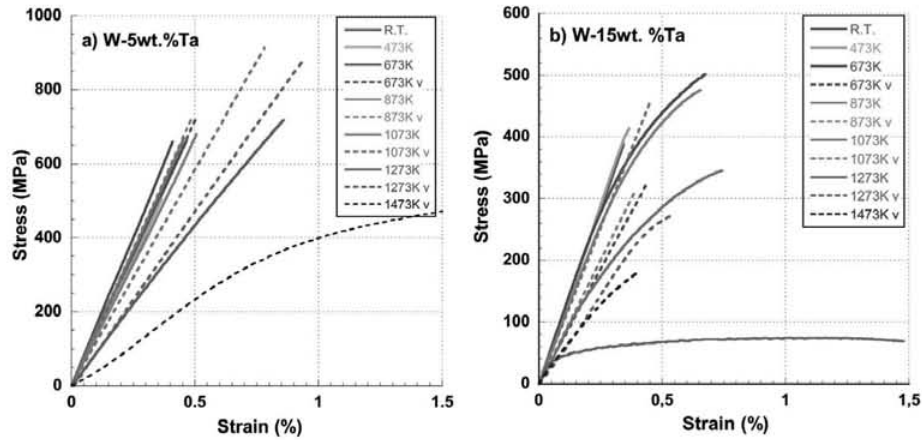 a) W-5wt.%Ta
Stress (MPa)
1000
800
600
400
200
0
0
0.5
1
1.5
Strain (%)
R.T.
473K
673K
673K v
873K
873K v
1073K
1073K v
1273K
1273K v
1473K v
b) W-15wt. %Ta
Stress (MPa)
600
500
400
300
200
100
0
0
0,5
1
1,5
Strain (%)
R.T.
473K
673K
673K v
873K
873K v
1073K
1073K v
1273K
1273K v
1473K v